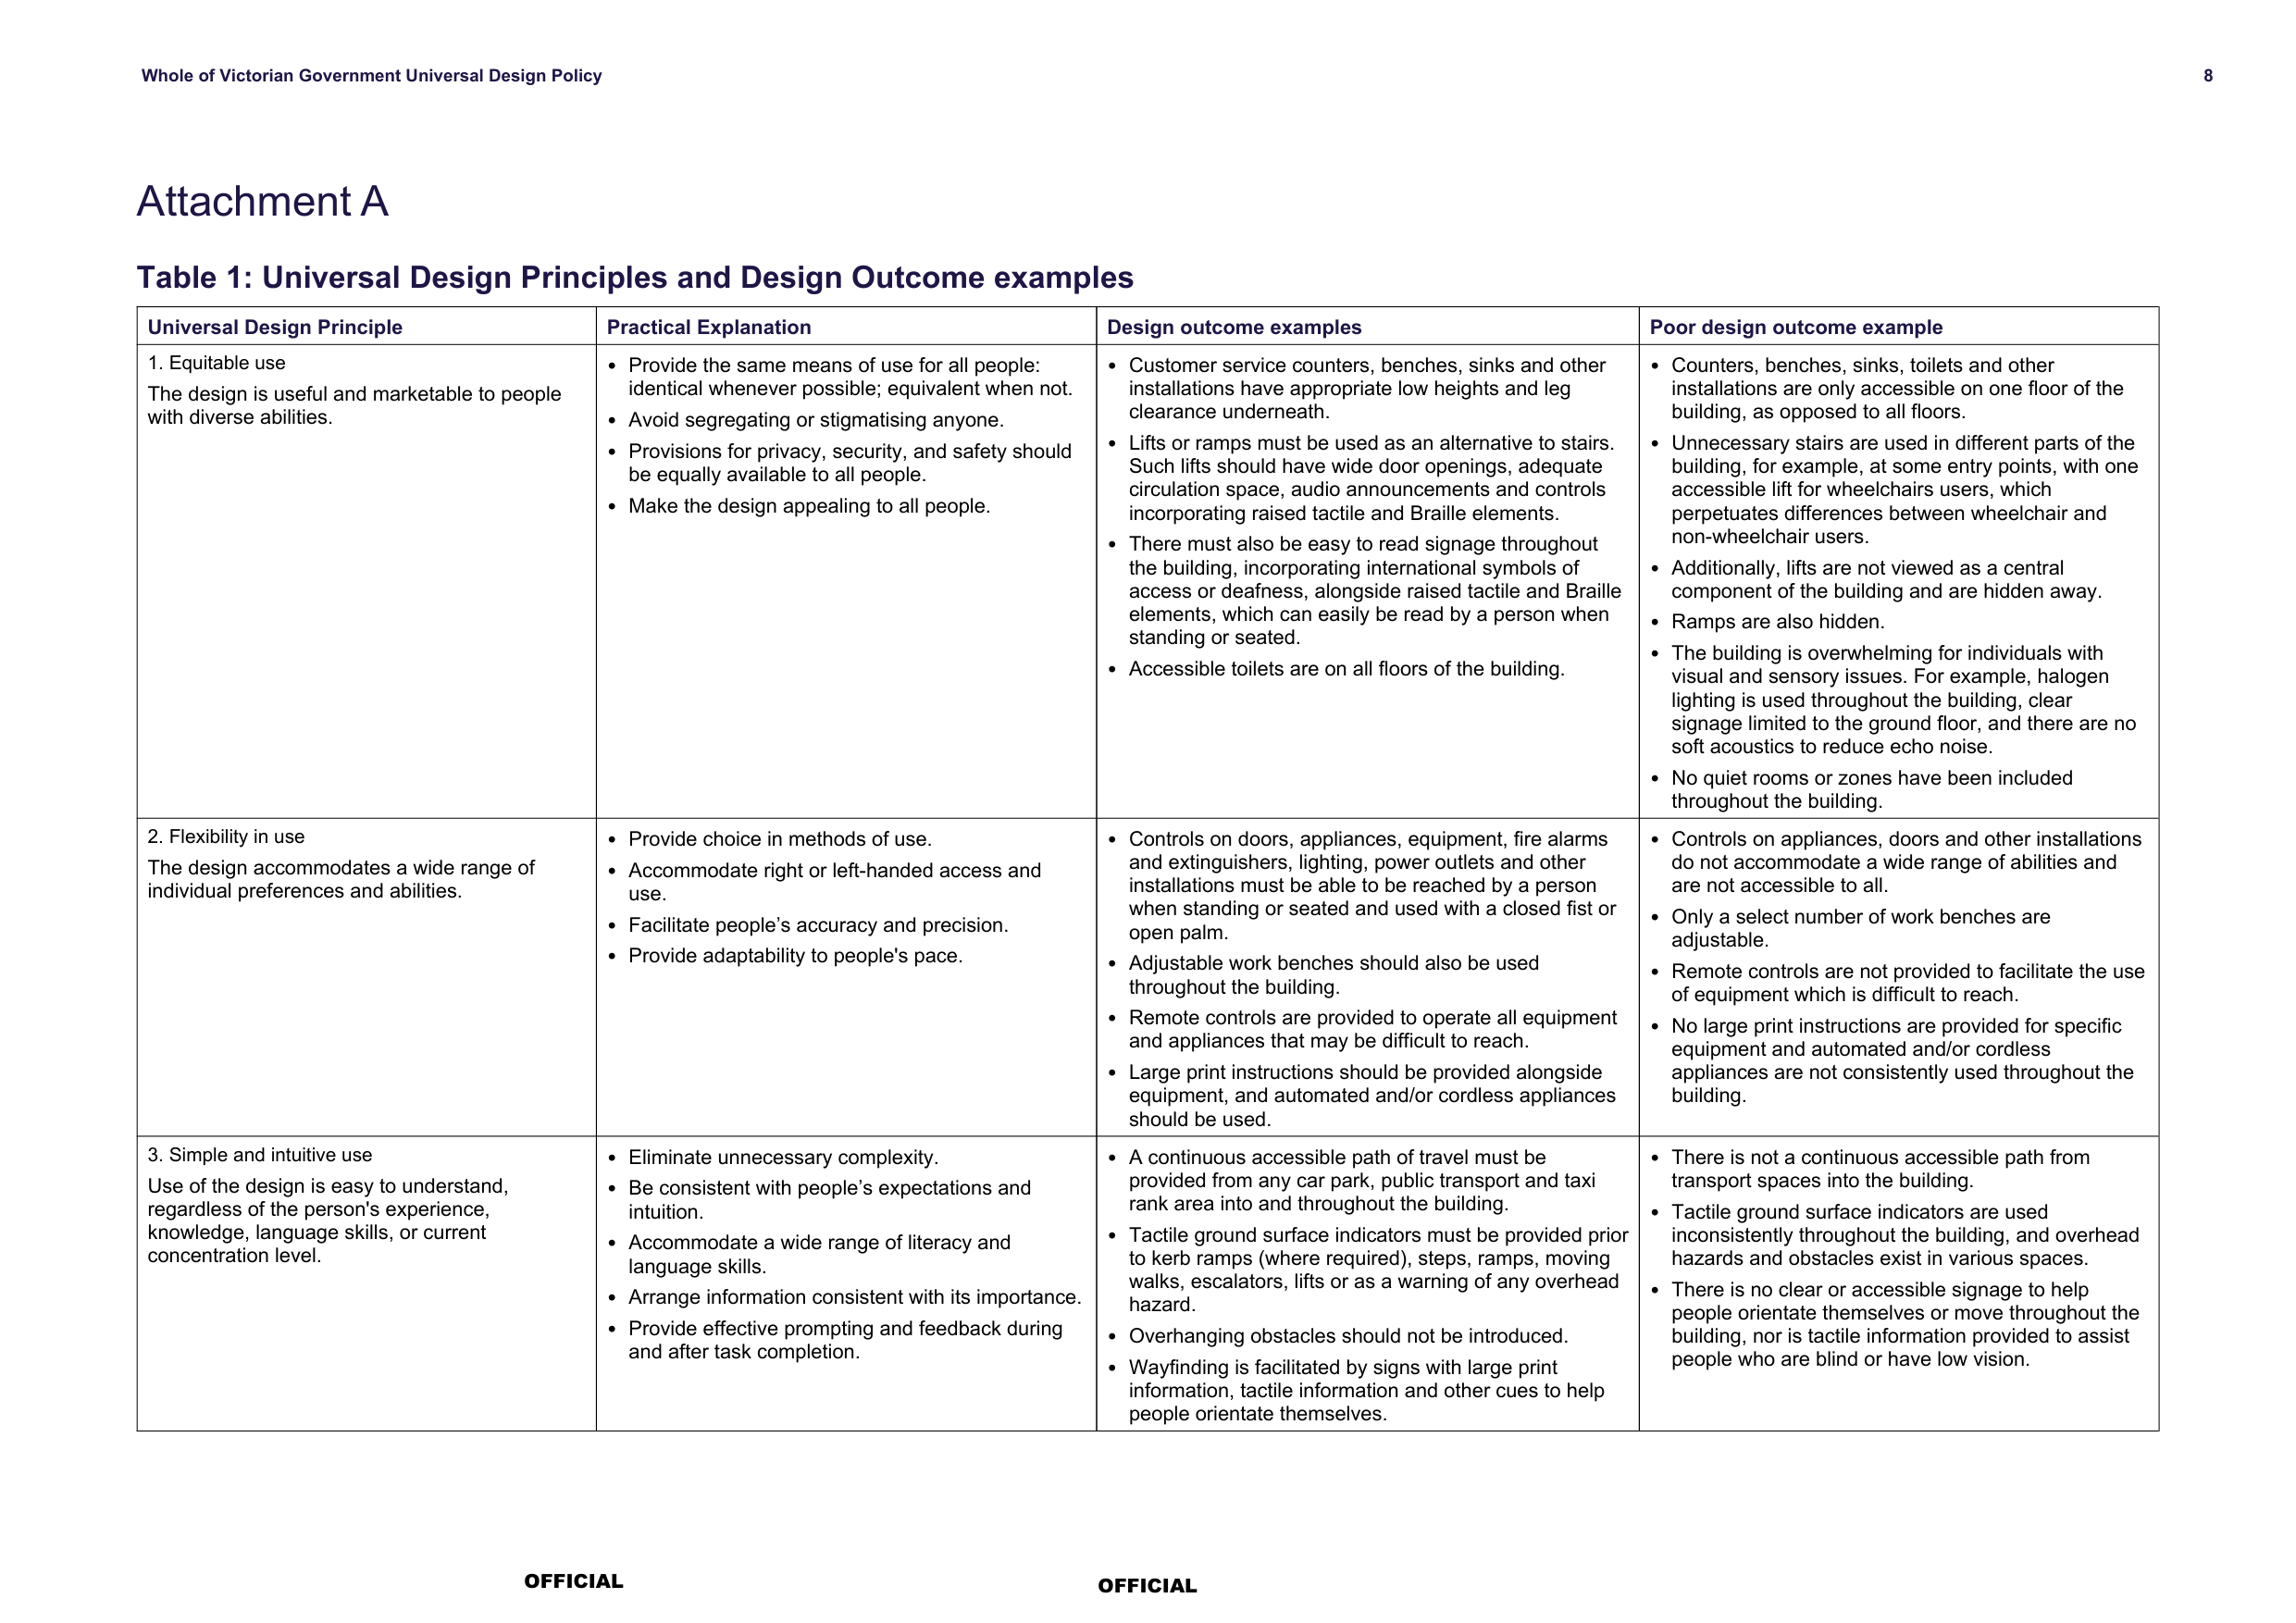 Whole of Victorian Government Universal Design Policy
8
Attachment A
Table 1: Universal Design Principles and Design Outcome examples
Universal Design Principle
Practical Explanation
Design outcome examples
Poor design outcome example
1. Equitable use
The design is useful and marketable to people
with diverse abilities.
• Provide the same means of use for all people:
identical whenever possible; equivalent when not.
• Avoid segregating or stigmatising anyone.
• Provisions for privacy, security, and safety should
be equally available to all people.
• Make the design appealing to all people.
• Customer service counters, benches, sinks and other
installations have appropriate low heights and leg
clearance underneath.
• Lifts or ramps must be used as an alternative to stairs.
Such lifts should have wide door openings, adequate
circulation space, audio announcements and controls
incorporating raised tactile and Braille elements.
• There must also be easy to read signage throughout
the building, incorporating international symbols of
access or deafness, alongside raised tactile and Braille
elements, which can easily be read by a person when
standing or seated.
• Accessible toilets are on all floors of the building.
• Counters, benches, sinks, toilets and other
installations are only accessible on one floor of the
building, as opposed to all floors.
• Unnecessary stairs are used in different parts of the
building, for example, at some entry points, with one
accessible lift for wheelchairs users, which
perpetuates differences between wheelchair and
non-wheelchair users.
• Additionally, lifts are not viewed as a central
component of the building and are hidden away.
• Ramps are also hidden.
• The building is overwhelming for individuals with
visual and sensory issues. For example, halogen
lighting is used throughout the building, clear
signage limited to the ground floor, and there are no
soft acoustics to reduce echo noise.
• No quiet rooms or zones have been included
throughout the building.
2. Flexibility in use
The design accommodates a wide range of
individual preferences and abilities.
• Provide choice in methods of use.
• Accommodate right or left-handed access and
use.
• Facilitate people’s accuracy and precision.
• Provide adaptability to people's pace.
• Controls on doors, appliances, equipment, fire alarms
and extinguishers, lighting, power outlets and other
installations must be able to be reached by a person
when standing or seated and used with a closed fist or
open palm.
• Adjustable work benches should also be used
throughout the building.
• Remote controls are provided to operate all equipment
and appliances that may be difficult to reach.
• Large print instructions should be provided alongside
equipment, and automated and/or cordless appliances
should be used.
• Controls on appliances, doors and other installations
do not accommodate a wide range of abilities and
are not accessible to all.
• Only a select number of work benches are
adjustable.
• Remote controls are not provided to facilitate the use
of equipment which is difficult to reach.
• No large print instructions are provided for specific
equipment and automated and/or cordless
appliances are not consistently used throughout the
building.
3. Simple and intuitive use
Use of the design is easy to understand,
regardless of the person's experience,
knowledge, language skills, or current
concentration level.
• Eliminate unnecessary complexity.
• Be consistent with people’s expectations and
intuition.
• Accommodate a wide range of literacy and
language skills.
• Arrange information consistent with its importance.
• Provide effective prompting and feedback during
and after task completion.
• A continuous accessible path of travel must be
provided from any car park, public transport and taxi
rank area into and throughout the building.
• Tactile ground surface indicators must be provided prior
to kerb ramps (where required), steps, ramps, moving
walks, escalators, lifts or as a warning of any overhead
hazard.
• Overhanging obstacles should not be introduced.
• Wayfinding is facilitated by signs with large print
information, tactile information and other cues to help
people orientate themselves.
• There is not a continuous accessible path from
transport spaces into the building.
• Tactile ground surface indicators are used
inconsistently throughout the building, and overhead
hazards and obstacles exist in various spaces.
• There is no clear or accessible signage to help
people orientate themselves or move throughout the
building, nor is tactile information provided to assist
people who are blind or have low vision.
OFFICIAL
OFFICIAL